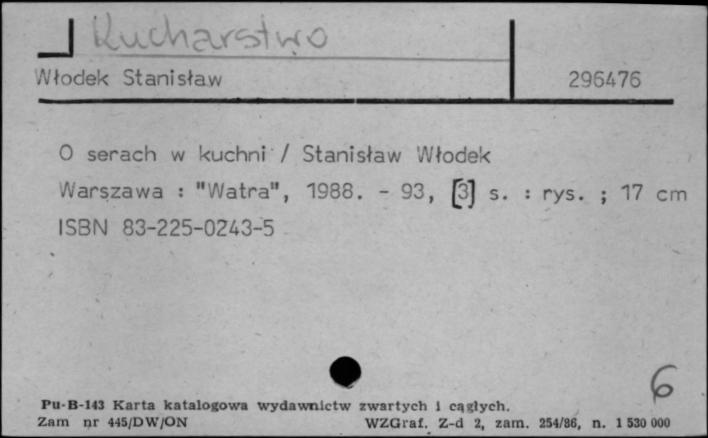 Kucharstwo
Włodek Stanisław 296476
O serach w kuchni / Stanisław Włodek
Warszawa : "Watra", 1988. - 93, [3] s. : rys. ; 17 cm
ISBN 83-225-0243-5
6
Pu-B-143 Karta katalogowa wydawnictw zwartych i ciągłych.
Zam nr 445/DW/ON WZGraf. Z-d 2, zam. 254/86, n. 1 530 000